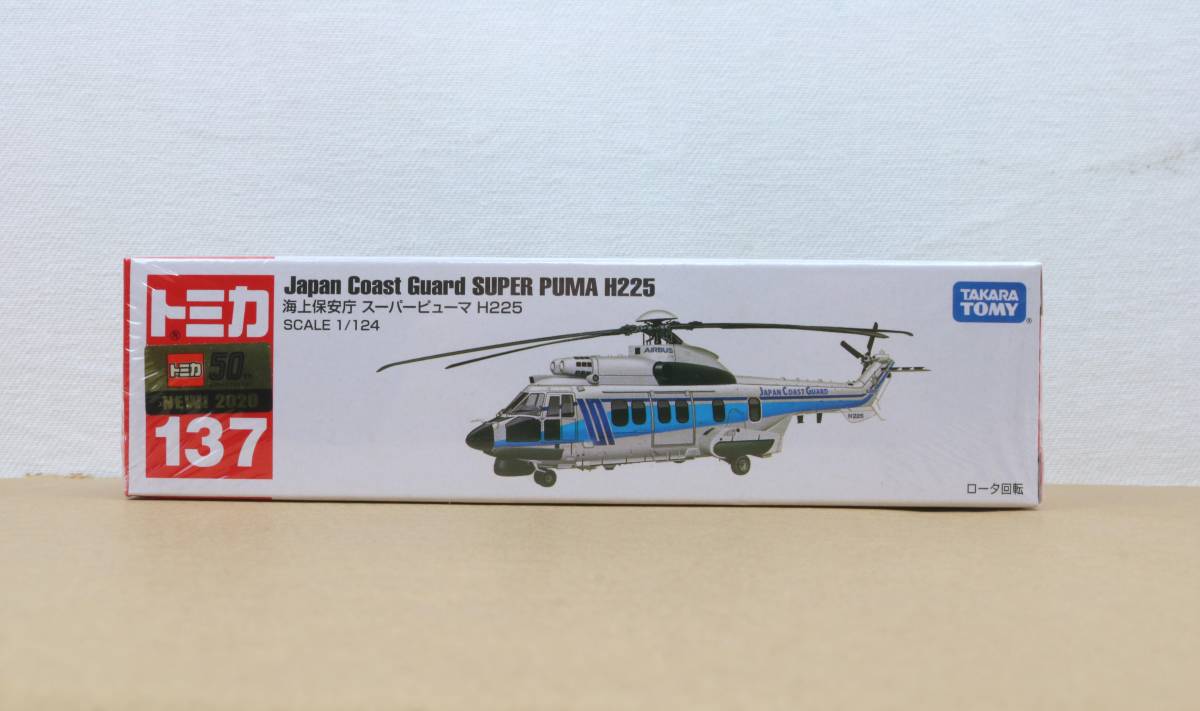 トミカ
®
トミカ 50th
NEW! 2020
137
Japan Coast Guard SUPER PUMA H225
海上保安庁 スーパーピューマ H225
SCALE 1/124
AIRBUS
JAPAN COAST GUARD
H225
TAKARA
TOMY®
ロータ回転